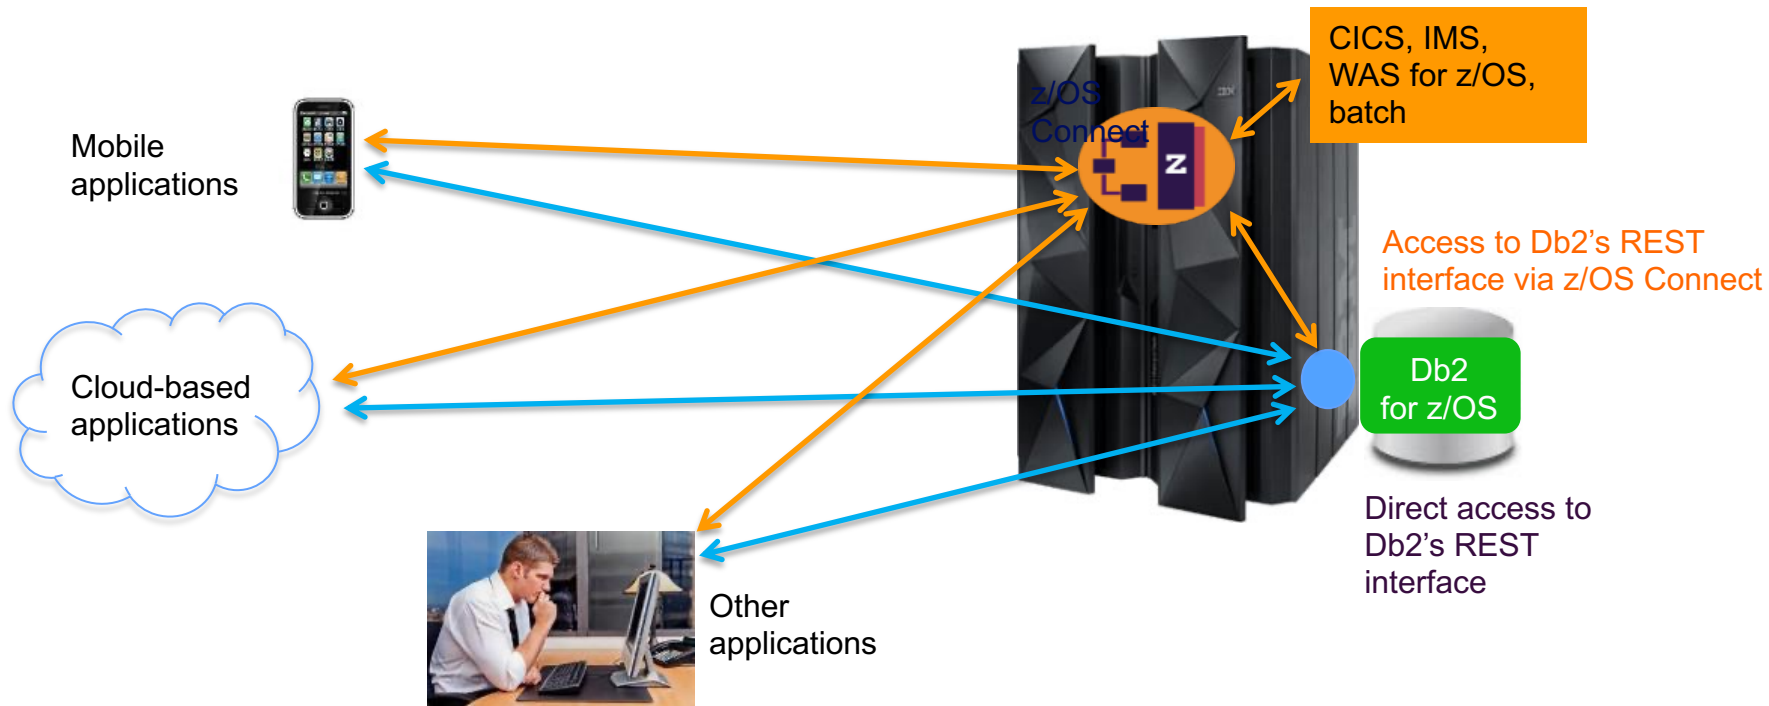 CICS, IMS,
WAS for z/OS,
batch
z/OS
Connect
IBM
z
Mobile
applications
Access to Db2’s REST
interface via z/OS Connect
Cloud-based
applications
Db2
for z/OS
Direct access to
Db2’s REST
interface
Other
applications